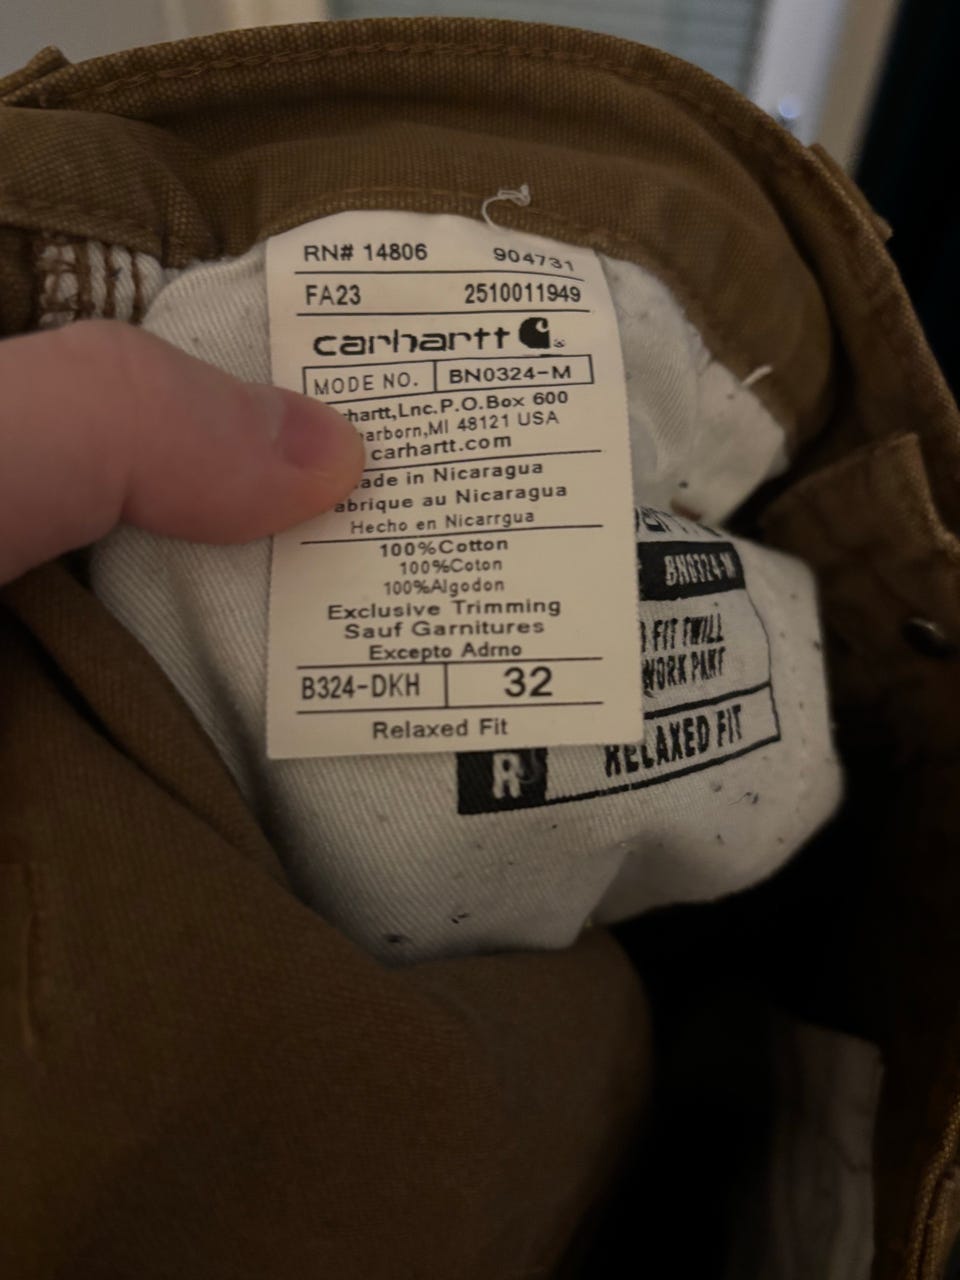 RN# 14806 904731
FA23 2510011949
carhartt
MODE NO. BN0324-M
hartt,Lnc.P.O.Box 600
arborn,MI 48121 USA
carhartt.com
ade in Nicaragua
abrique au Nicaragua
Hecho en Nicarrgua
100%Cotton
100%Coton
100%Algodon
Exclusive Trimming
Sauf Garnitures
Excepto Adrno
B324-DKH 32
Relaxed Fit
BN0324-M
FIT TWILL
WORK PANT
R RELAXED FIT